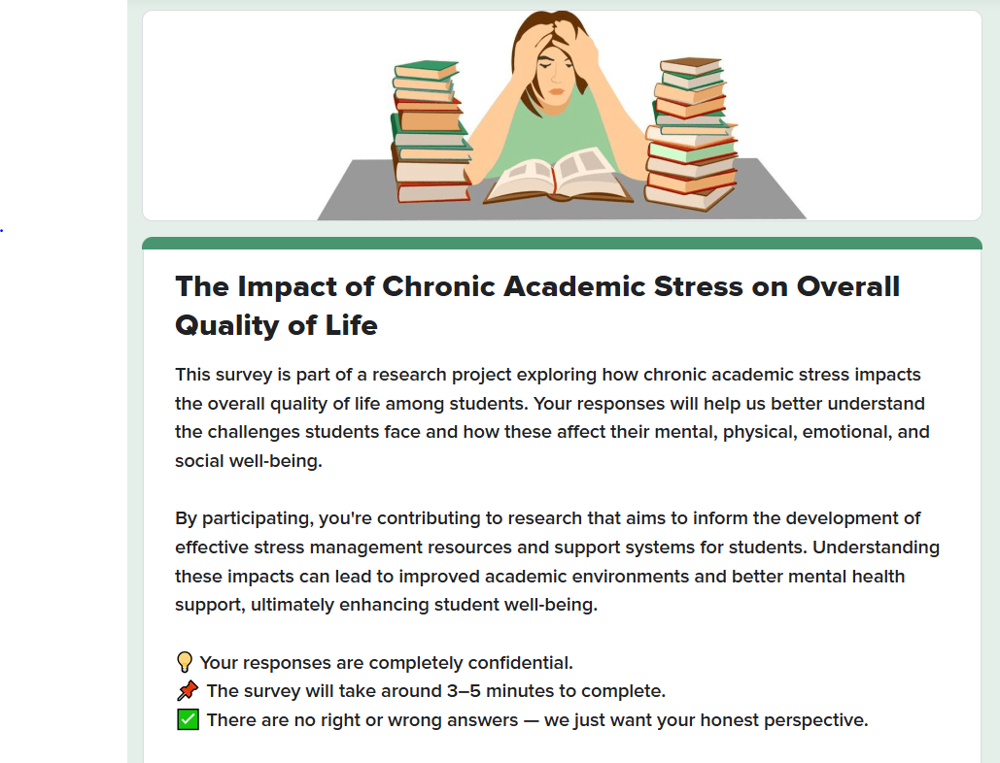 The Impact of Chronic Academic Stress on Overall
Quality of Life
This survey is part of a research project exploring how chronic academic stress impacts
the overall quality of life among students. Your responses will help us better understand
the challenges students face and how these affect their mental, physical, emotional, and
social well-being.
By participating, you're contributing to research that aims to inform the development of
effective stress management resources and support systems for students. Understanding
these impacts can lead to improved academic environments and better mental health
support, ultimately enhancing student well-being.
💡 Your responses are completely confidential.
📌 The survey will take around 3–5 minutes to complete.
✅ There are no right or wrong answers — we just want your honest perspective.